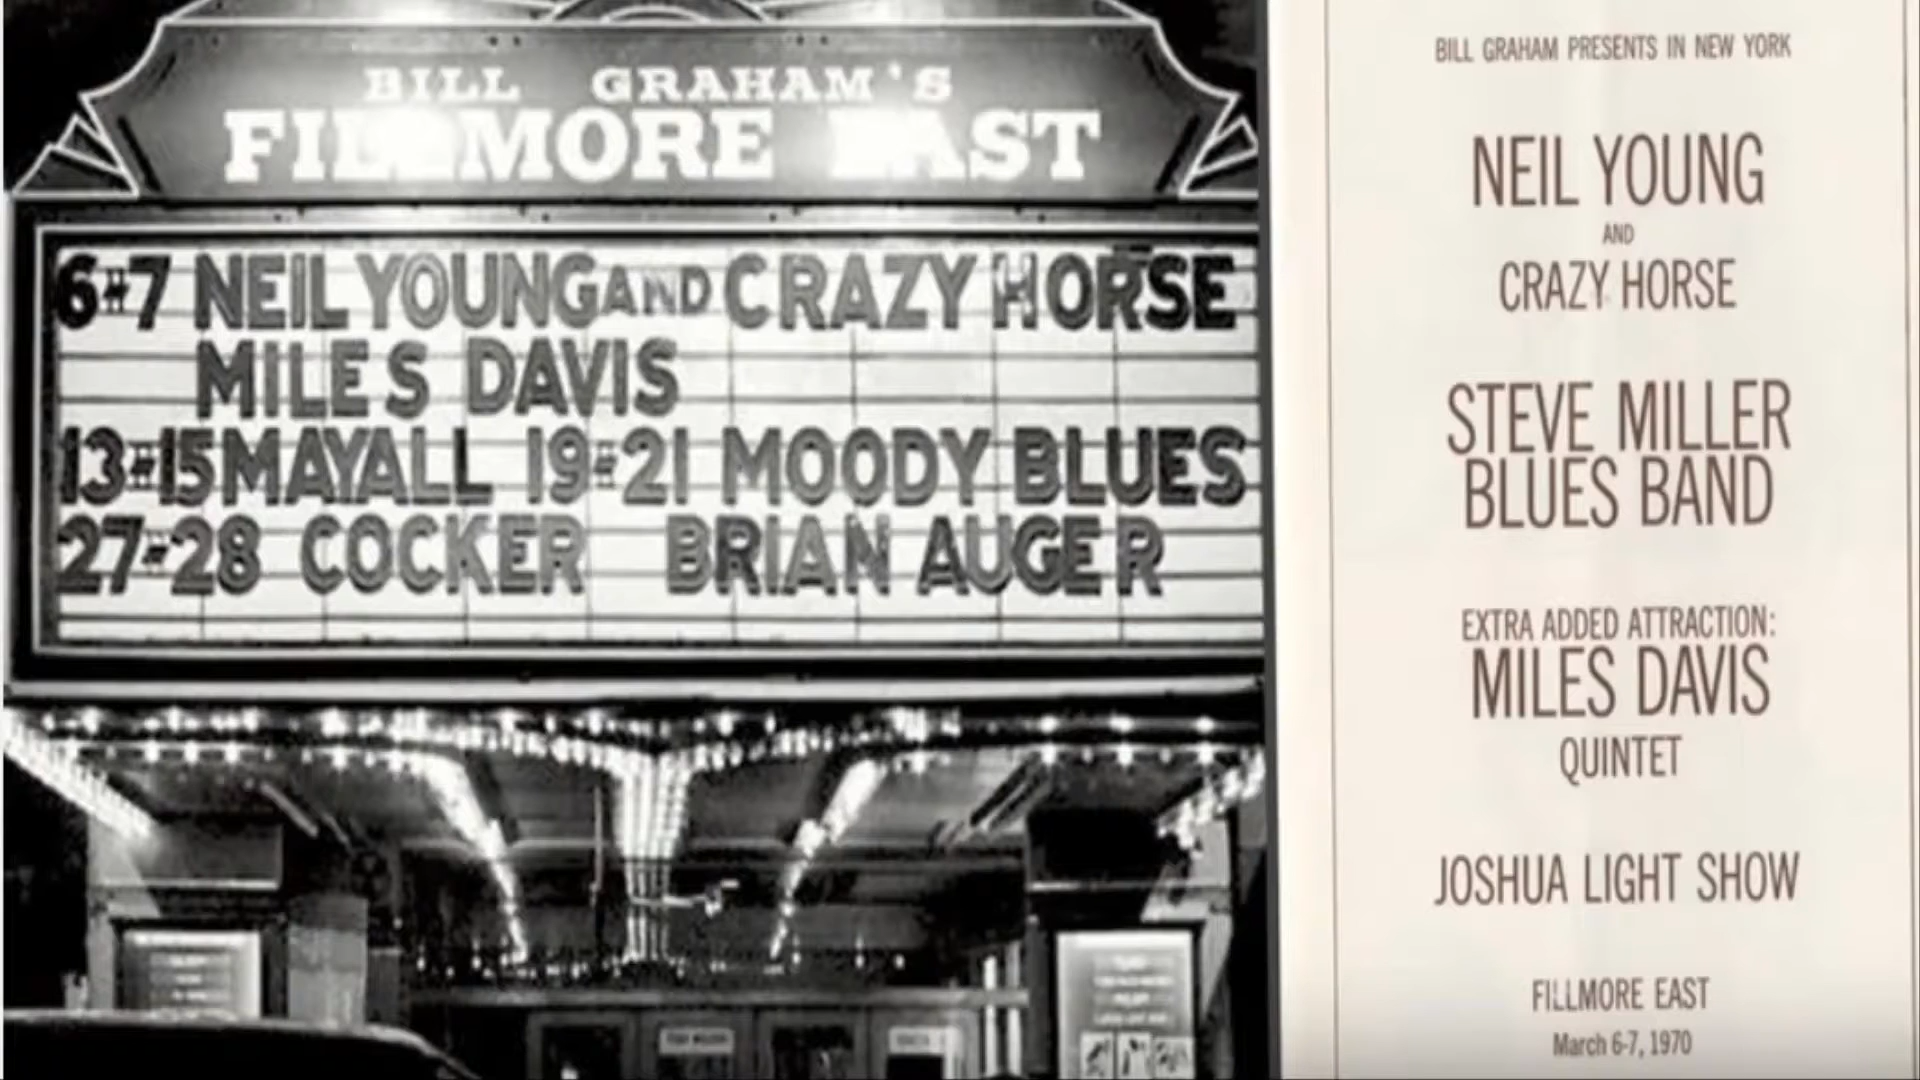 BILL GRAHAM'S
FILLMORE EAST
6-7 NEIL YOUNG AND CRAZY HORSE
MILES DAVIS
13-15 MAYALL 19-21 MOODY BLUES
27-28 COCKER BRIAN AUGER
BILL GRAHAM PRESENTS IN NEW YORK
NEIL YOUNG
AND
CRAZY HORSE
STEVE MILLER
BLUES BAND
EXTRA ADDED ATTRACTION:
MILES DAVIS
QUINTET
JOSHUA LIGHT SHOW
FILLMORE EAST
March 6-7, 1970